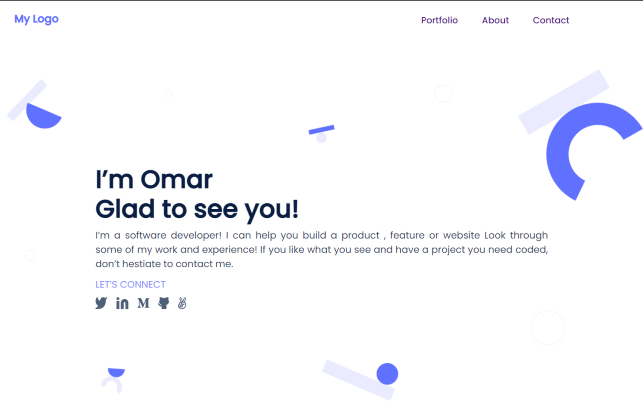 My Logo
Portfolio About Contact
I'm Omar
Glad to see you!
I'm a software developer! I can help you build a product , feature or website Look through
some of my work and experience! If you like what you see and have a project you need coded,
don't hestiate to contact me.
LET'S CONNECT